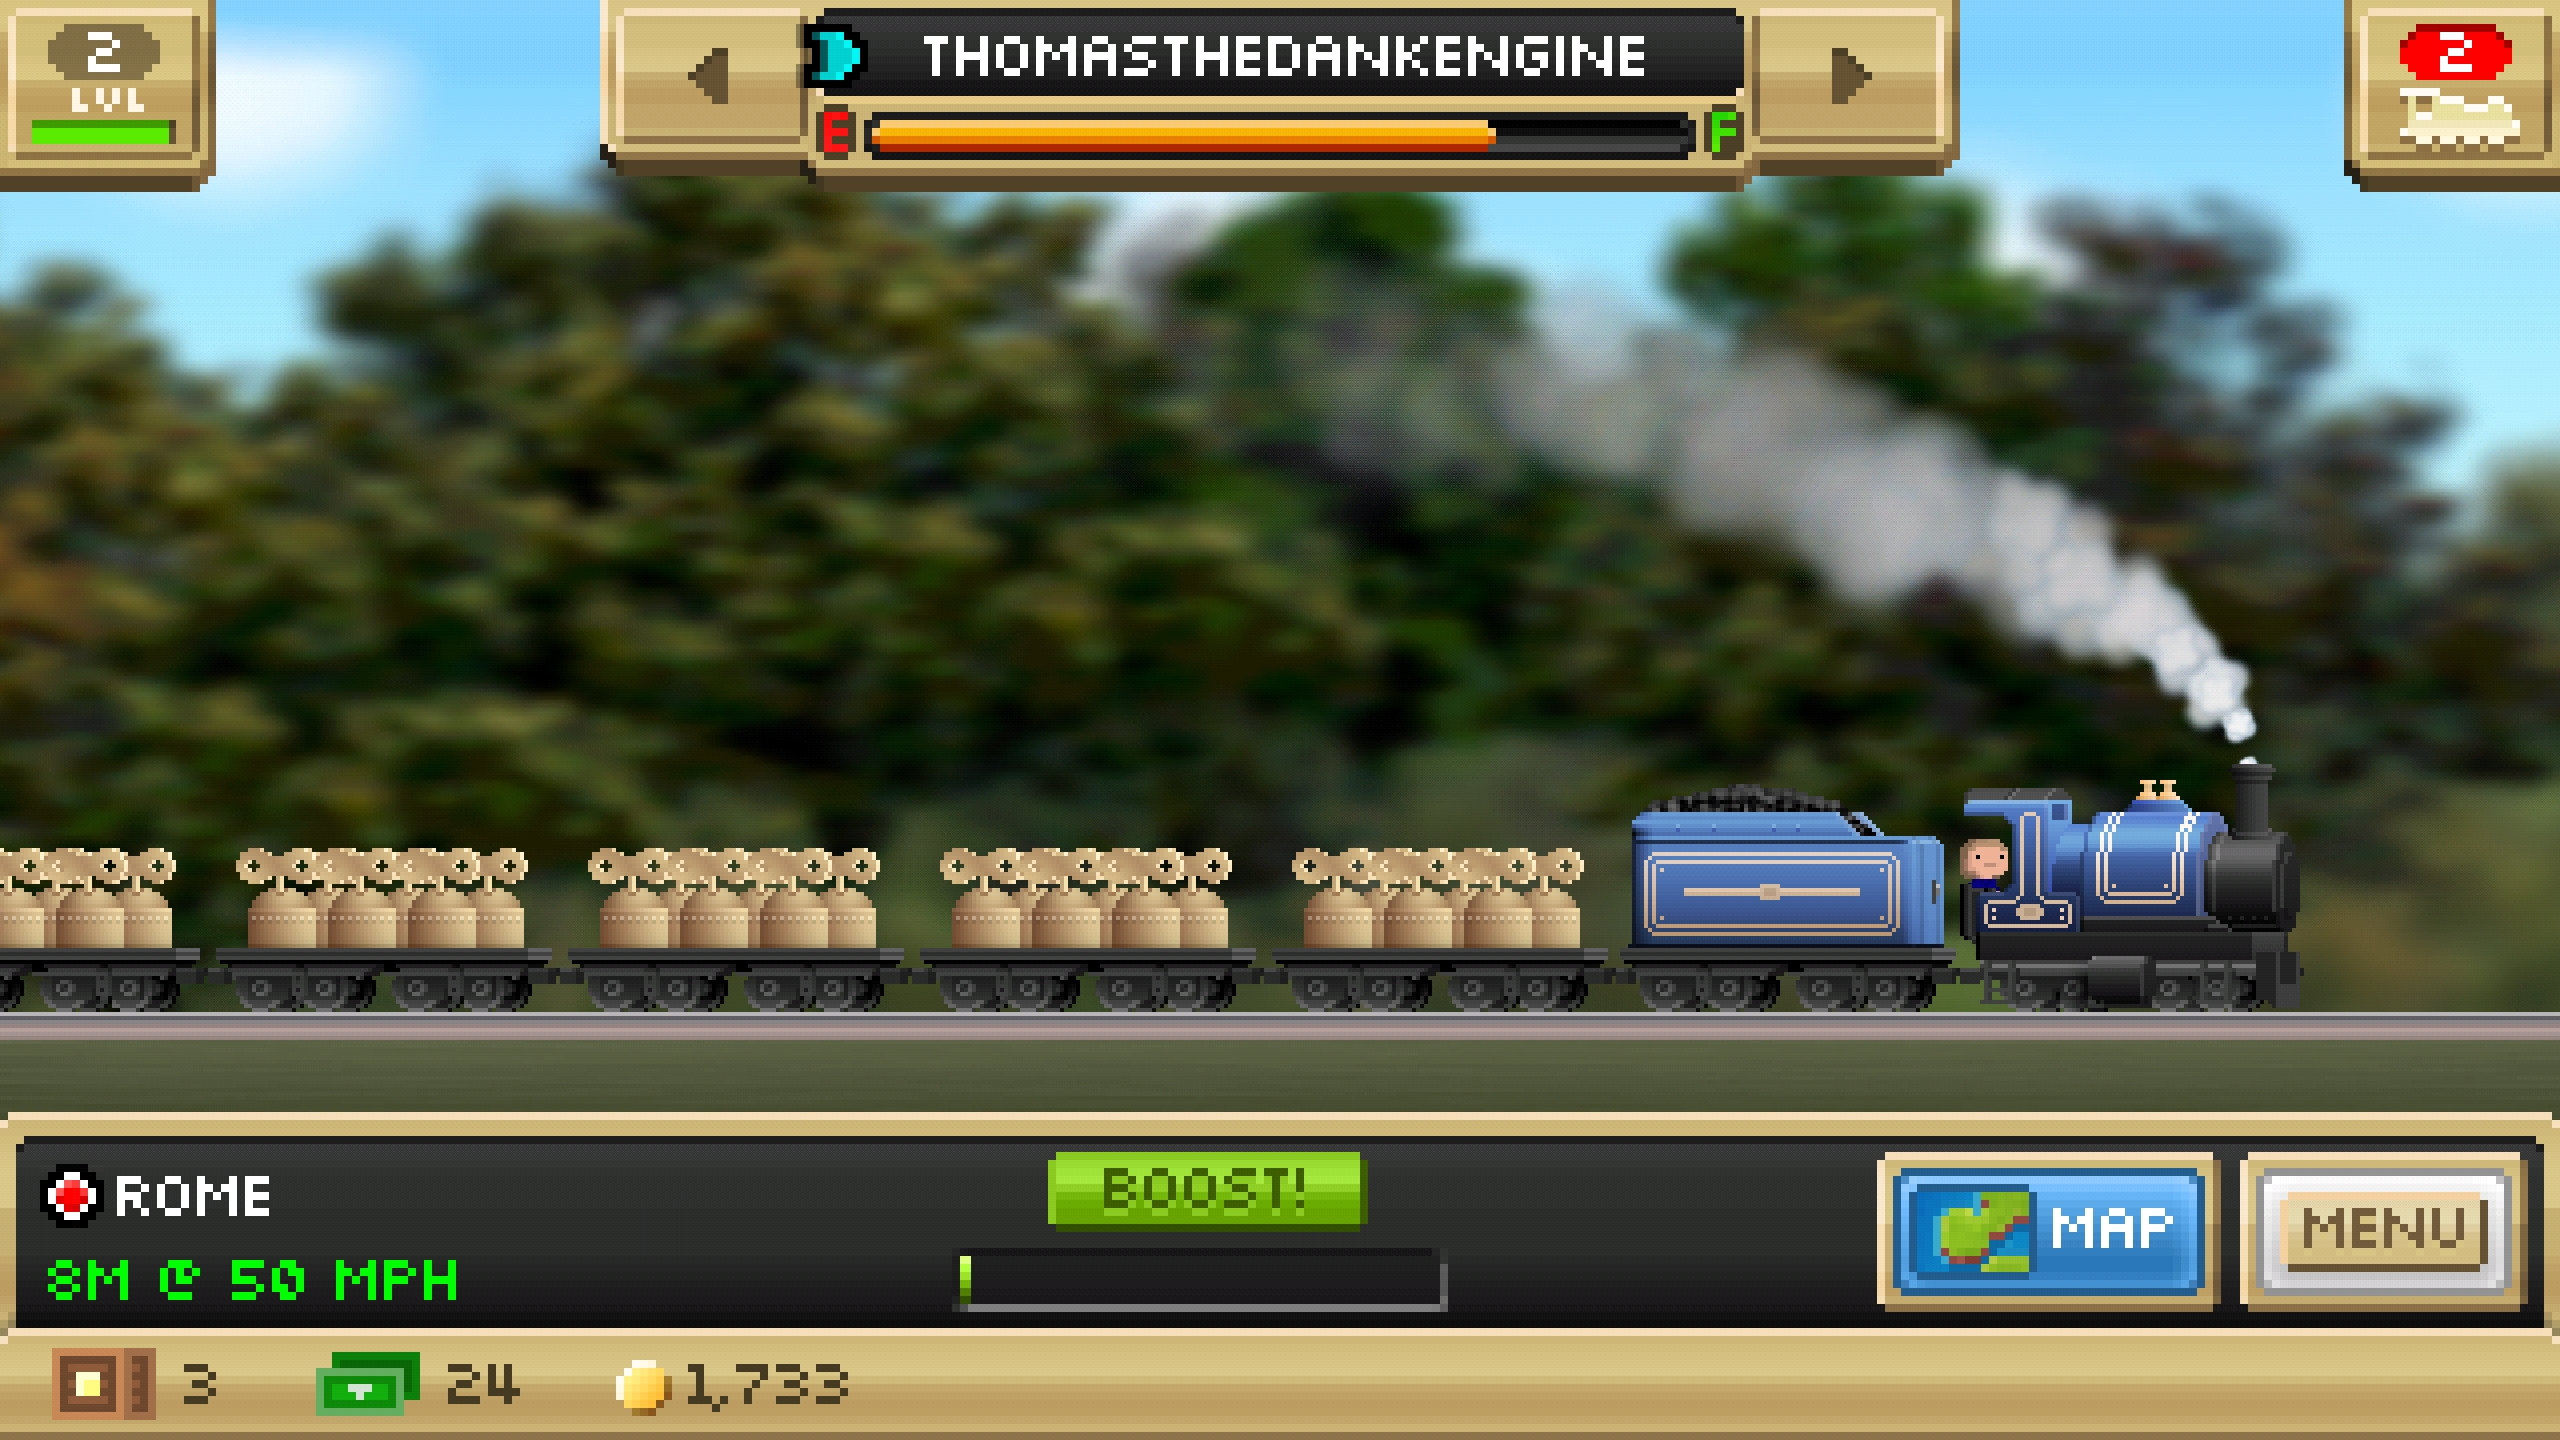 2
LVL
THOMASTHEDANKENGINE
E F
2
ROME
8M @ 50 MPH
BOOST!
MAP
MENU
3
24
1,733